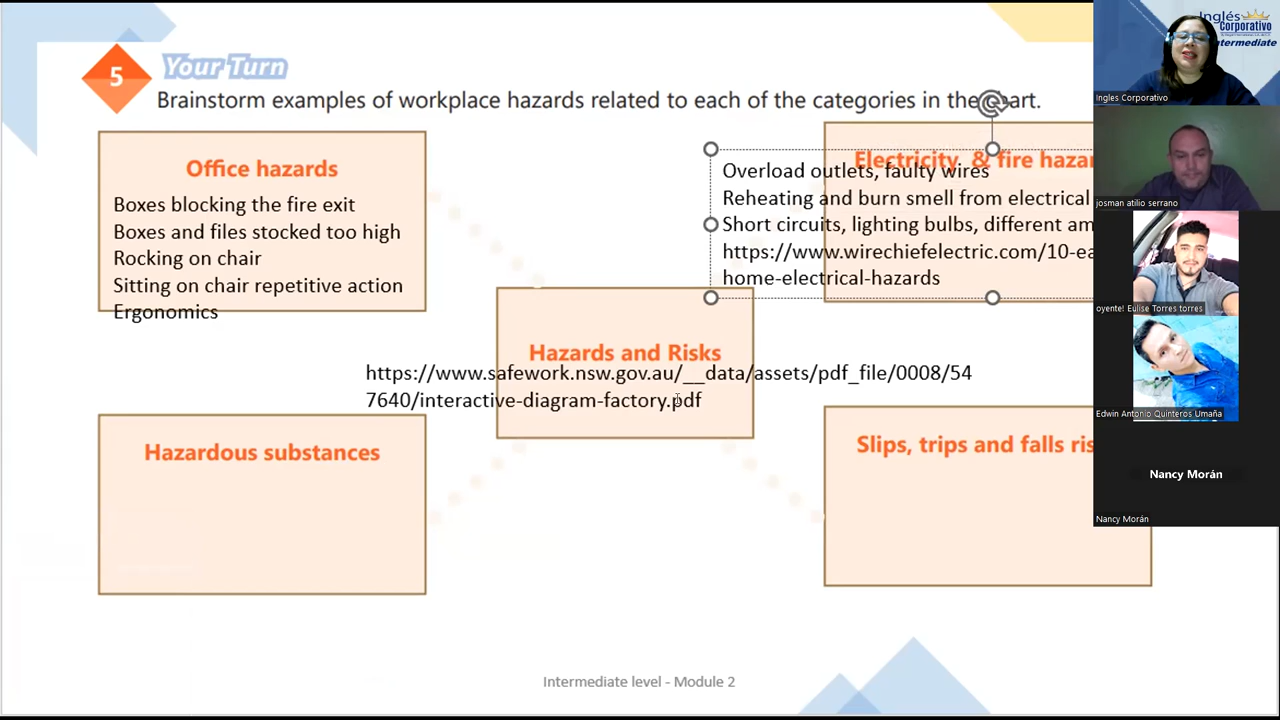 5
Your Turn
Brainstorm examples of workplace hazards related to each of the categories in the chart.
Office hazards
Boxes blocking the fire exit
Boxes and files stocked too high
Rocking on chair
Sitting on chair repetitive action
Ergonomics
Electricity & fire hazar
Overload outlets, faulty wires
Reheating and burn smell from electrical
Short circuits, lighting bulbs, different am
https://www.wirechiefelectric.com/10-ea
home-electrical-hazards
Hazards and Risks
https://www.safework.nsw.gov.au/__data/assets/pdf_file/0008/54
7640/interactive-diagram-factory.pdf
Hazardous substances
Slips, trips and falls ris
Intermediate level - Module 2
Inglés
Corporativo
Intermediate
Ingles Corporativo
josman atilio serrano
oyente! Eulise Torres torres
Edwin Antonio Quinteros Umaña
Nancy Morán
Nancy Morán